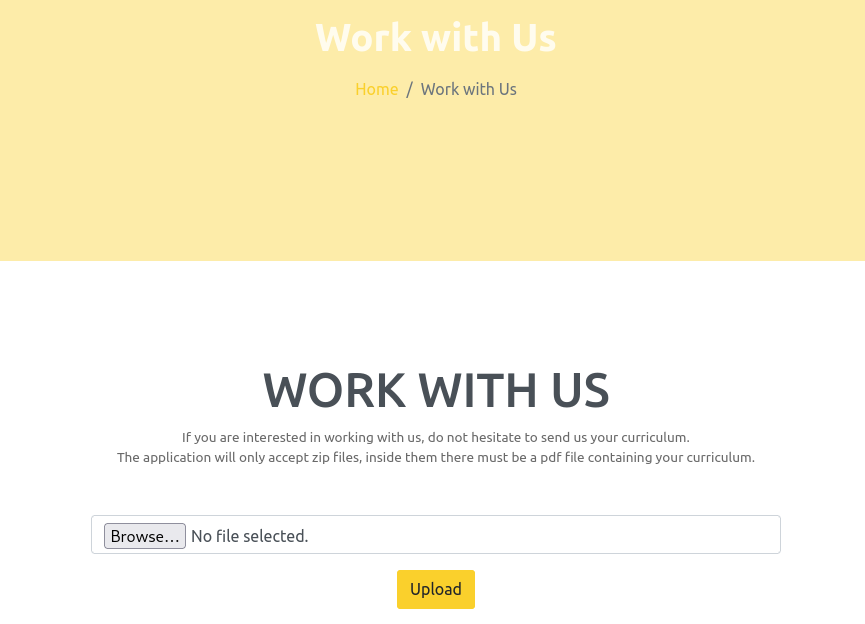 Work with Us
Home / Work with Us
WORK WITH US
If you are interested in working with us, do not hesitate to send us your curriculum.
The application will only accept zip files, inside them there must be a pdf file containing your curriculum.
Browse... No file selected.
Upload